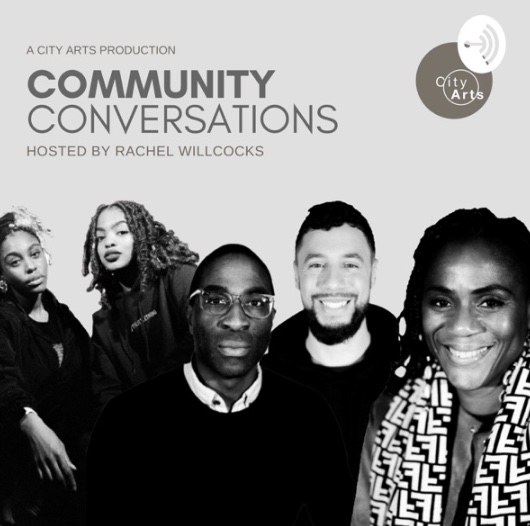 A CITY ARTS PRODUCTION
COMMUNITY
CONVERSATIONS
HOSTED BY RACHEL WILLCOCKS
City
Arts